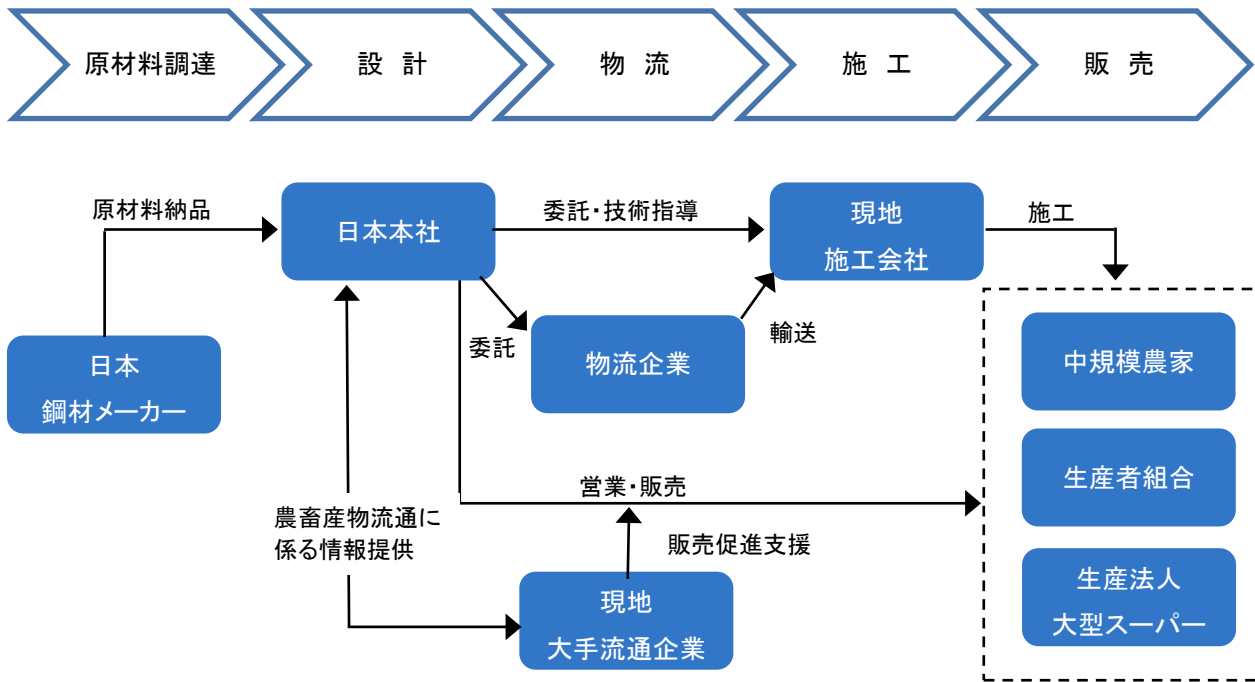 原材料調達
設 計
物 流
施 工
販 売
原材料納品
日本本社
委託・技術指導
現地
施工会社
施工
日本
鋼材メーカー
委託
物流企業
輸送
中規模農家
生産者組合
営業・販売
農畜産物流通に
係る情報提供
販売促進支援
現地
大手流通企業
生産法人
大型スーパー